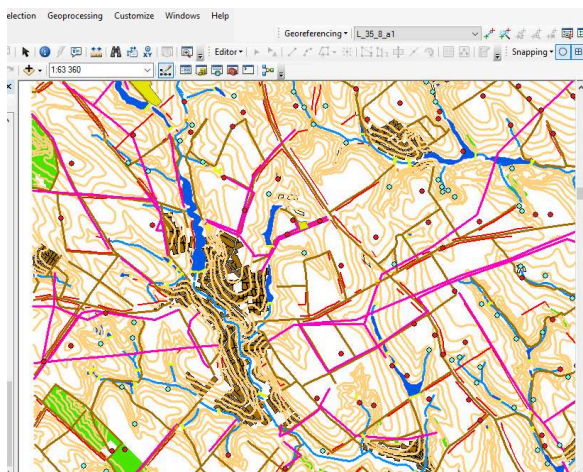 election Geoprocessing Customize Windows Help
Georeferencing L_35_8_a1
Editor Snapping
1:63 360